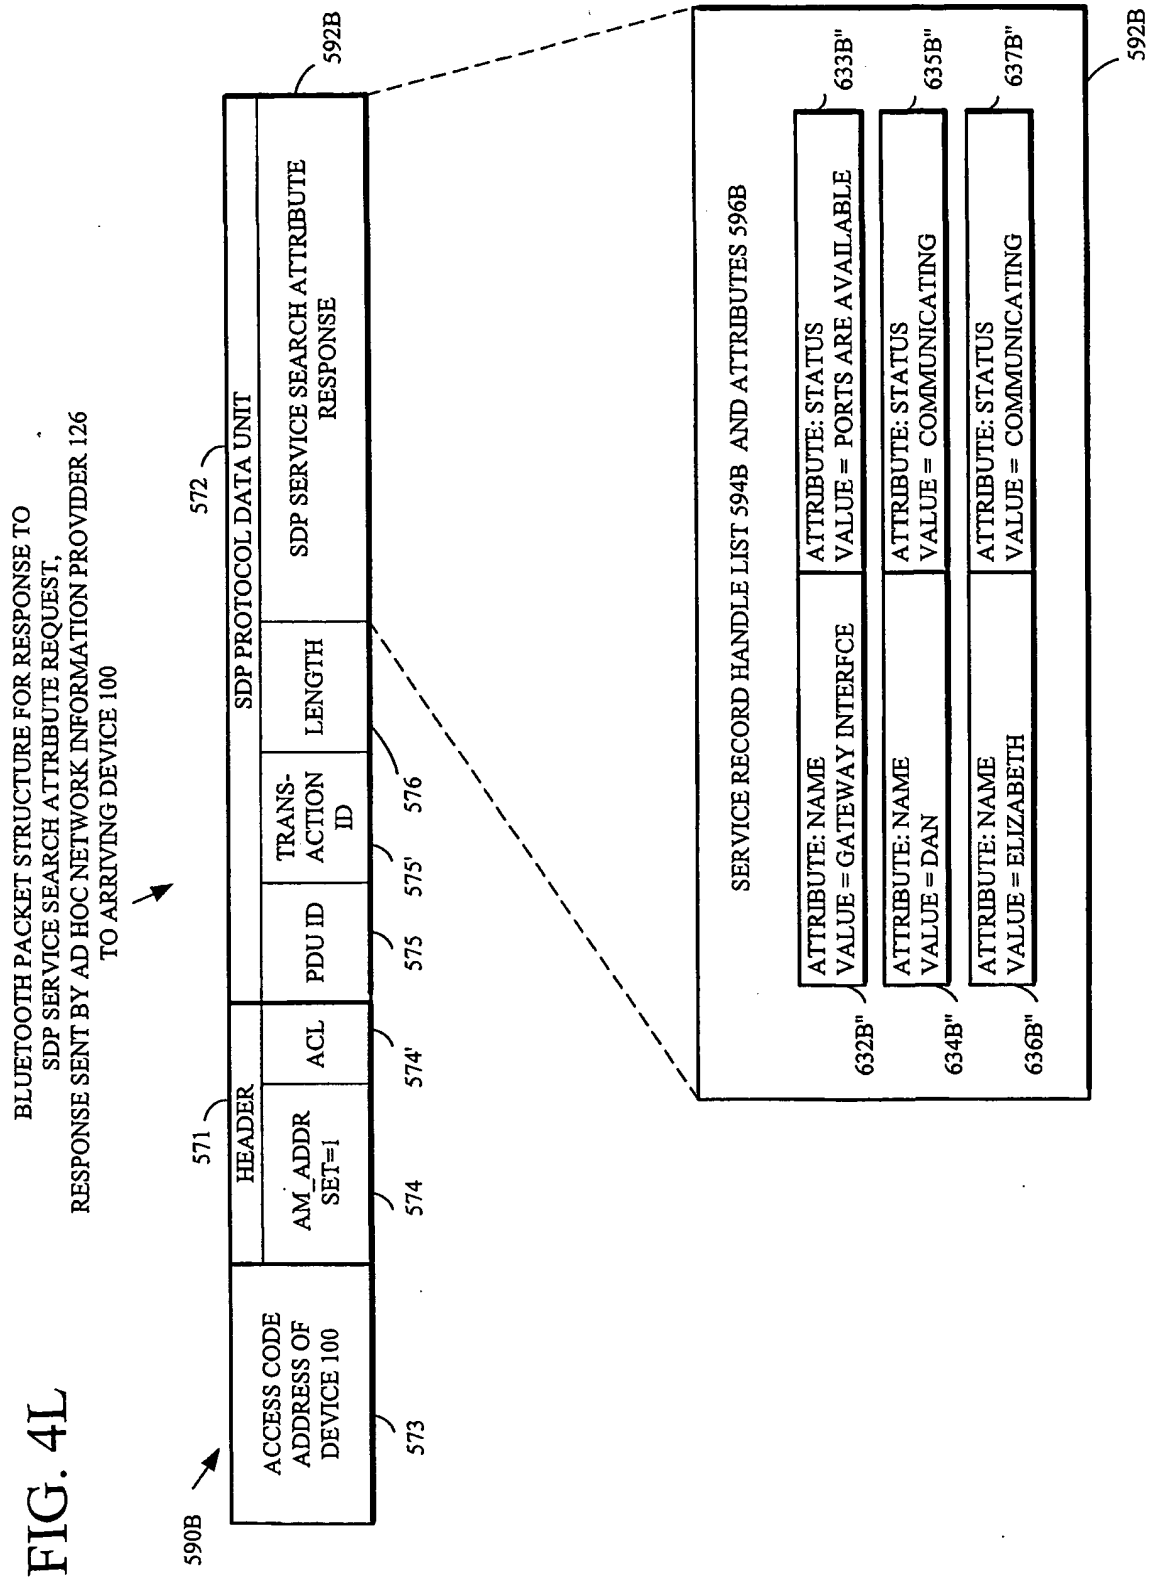 FIG. 4L
BLUETOOTH PACKET STRUCTURE FOR RESPONSE TO
SDP SERVICE SEARCH ATTRIBUTE REQUEST,
RESPONSE SENT BY AD HOC NETWORK INFORMATION PROVIDER 126
TO ARRIVING DEVICE 100
590B
571
572
592B
HEADER
SDP PROTOCOL DATA UNIT
ACCESS CODE
ADDRESS OF
DEVICE 100
AM_ADDR
SET=1
ACL
PDU ID
TRANS-
ACTION
ID
LENGTH
SDP SERVICE SEARCH ATTRIBUTE
RESPONSE
573
574
574'
575
575'
576
SERVICE RECORD HANDLE LIST 594B AND ATTRIBUTES 596B
ATTRIBUTE: NAME
VALUE = GATEWAY INTERFCE
ATTRIBUTE: STATUS
VALUE = PORTS ARE AVAILABLE
632B"
633B"
ATTRIBUTE: NAME
VALUE = DAN
ATTRIBUTE: STATUS
VALUE = COMMUNICATING
634B"
635B"
ATTRIBUTE: NAME
VALUE = ELIZABETH
ATTRIBUTE: STATUS
VALUE = COMMUNICATING
636B"
637B"
592B